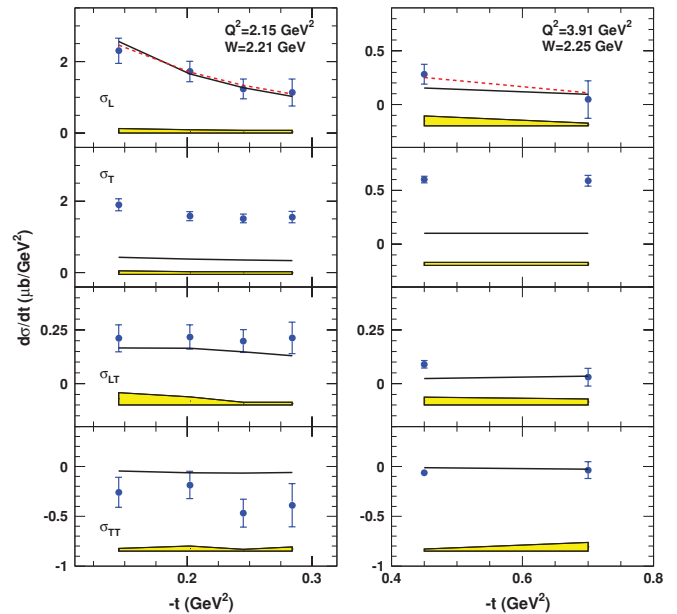 Q²=2.15 GeV²
W=2.21 GeV
Q²=3.91 GeV²
W=2.25 GeV
2
0
σL
0.5
0
σT
2
0
0.5
0
dσ/dt (μb/GeV²)
0.25
0
σLT
0.25
0
0
-0.5
-1
σTT
0
-0.5
-1
0.2
0.3
0.4
0.6
0.8
-t (GeV²)
-t (GeV²)